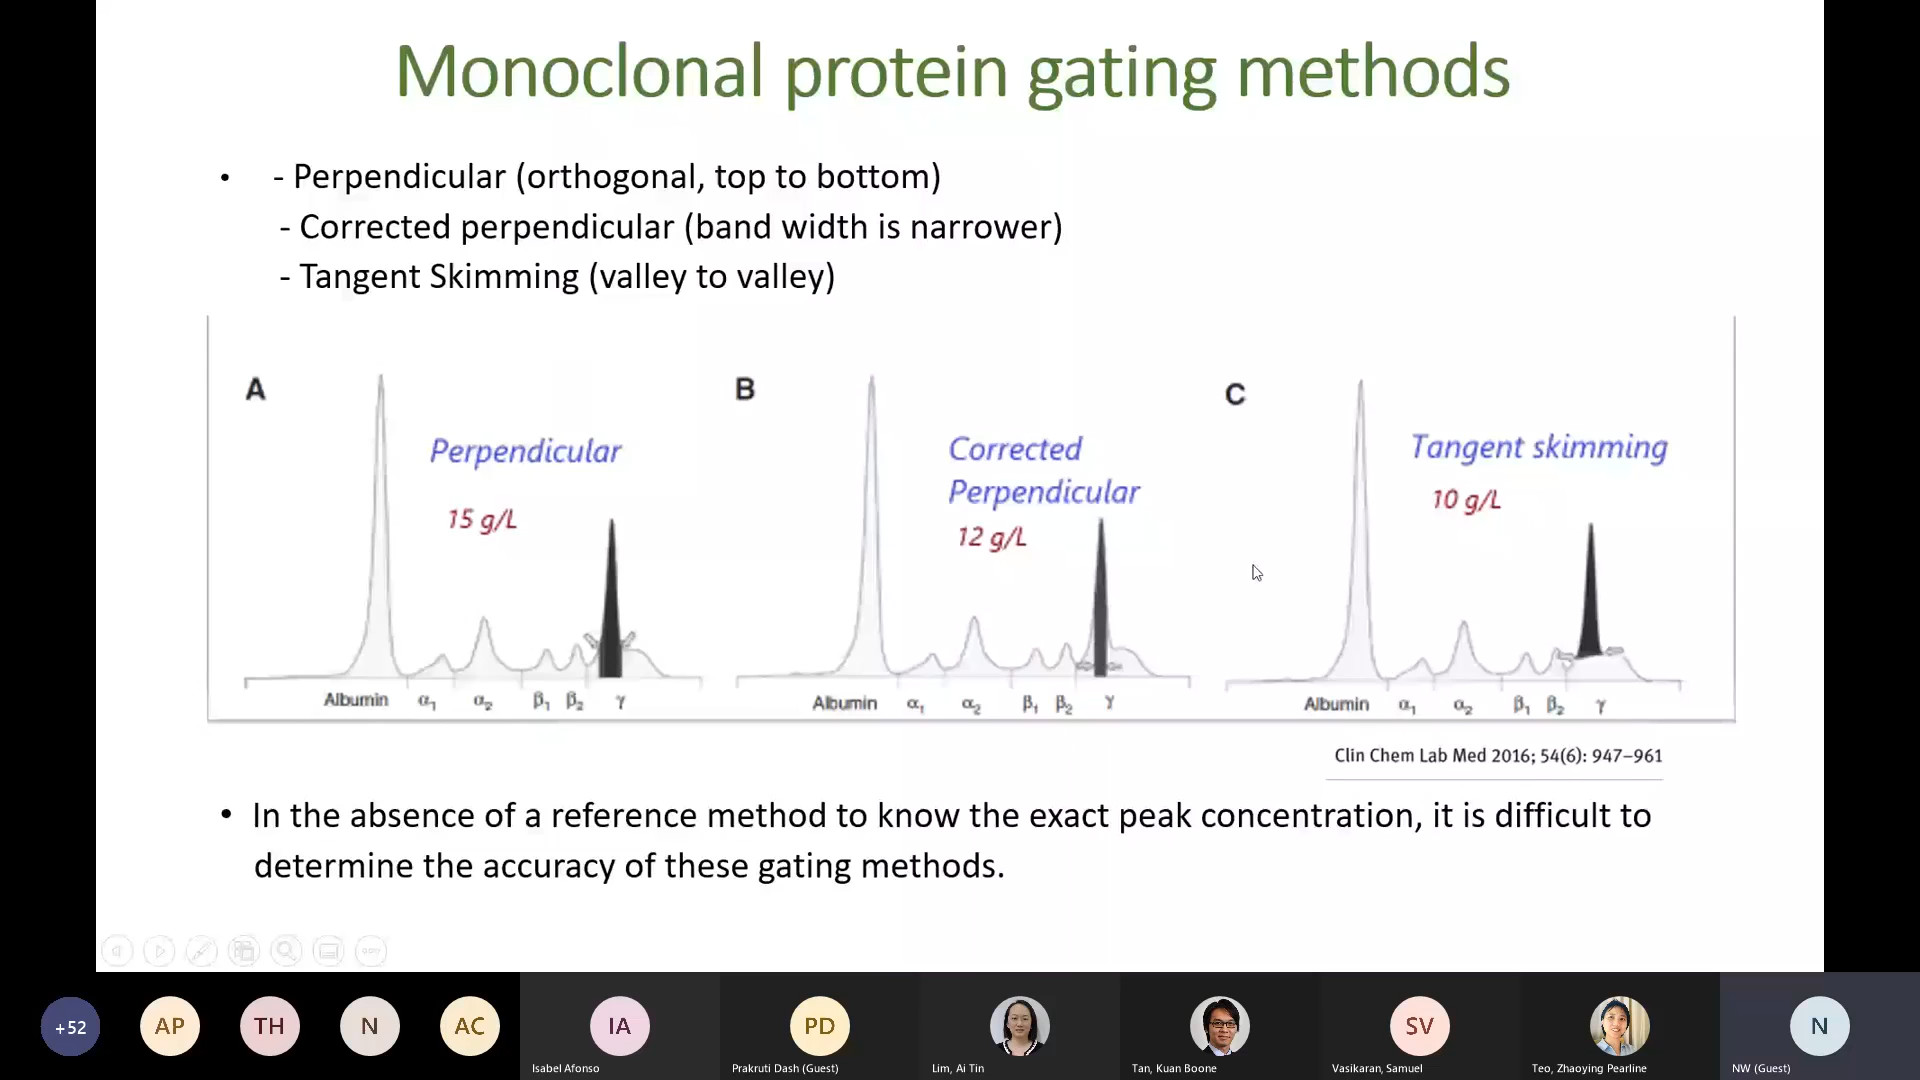 Monoclonal protein gating methods
• - Perpendicular (orthogonal, top to bottom)
- Corrected perpendicular (band width is narrower)
- Tangent Skimming (valley to valley)
A
Perpendicular
15 g/L
Albumin α1 α2 β1 β2 γ
B
Corrected
Perpendicular
12 g/L
Albumin α1 α2 β1 β2 γ
C
Tangent skimming
10 g/L
Albumin α1 α2 β1 β2 γ
Clin Chem Lab Med 2016; 54(6): 947–961
• In the absence of a reference method to know the exact peak concentration, it is difficult to
determine the accuracy of these gating methods.
+52
AP
TH
N
AC
IA
Isabel Afonso
PD
Prakruti Dash (Guest)
Lim, Ai Tin
Tan, Kuan Boone
SV
Vasikaran, Samuel
Teo, Zhaoying Pearline
N
NW (Guest)